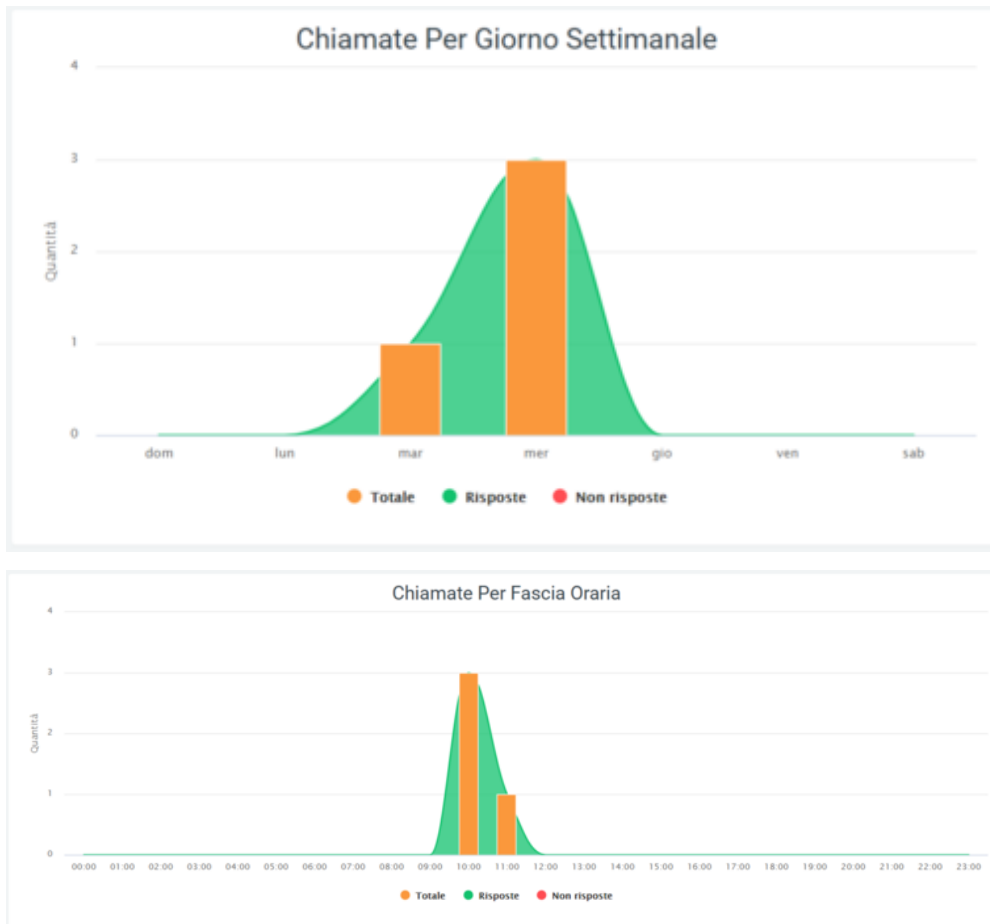 Chiamate Per Giorno Settimanale
4
3
2
1
0
Quantità
dom lun mar mer gio ven sab
Totale Risposte Non risposte
Chiamate Per Fascia Oraria
4
3
2
1
0
Quantità
00:00 01:00 02:00 03:00 04:00 05:00 06:00 07:00 08:00 09:00 10:00 11:00 12:00 13:00 14:00 15:00 16:00 17:00 18:00 19:00 20:00 21:00 22:00 23:00
Totale Risposte Non risposte